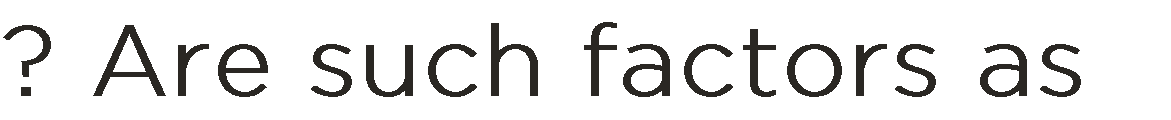 ? Are such factors as